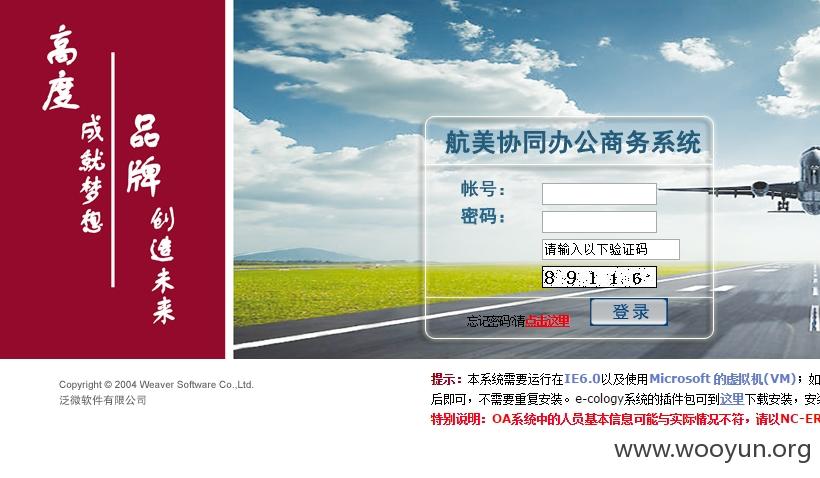 高度
成就梦想
品牌
创造未来
航美协同办公商务系统
帐号：
密码：
请输入以下验证码
89116
忘记密码?请点击这里
登录
Copyright © 2004 Weaver Software Co.,Ltd.
泛微软件有限公司
提示：本系统需要运行在IE6.0以及使用Microsoft 的虚拟机(VM)；如
后即可，不需要重复安装。e-cology系统的插件包可到这里下载安装，安装
特别说明：OA系统中的人员基本信息可能与实际情况不符，请以NC-ER
www.wooyun.org